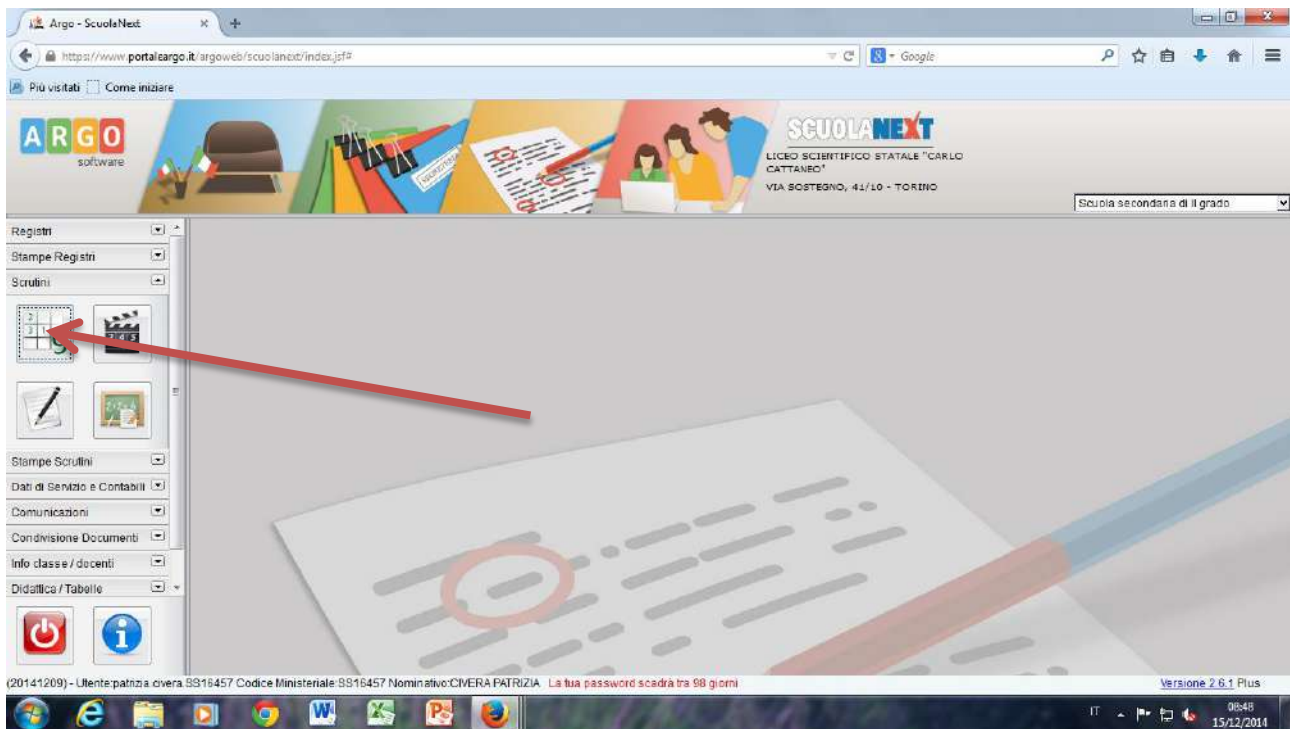 Argo - ScuolaNext
https://www.portaleargo.it/argoweb/scuolanext/index.jsf#
Google
Più visitati
Come iniziare
ARGO
software
SCUOLANEXT
LICEO SCIENTIFICO STATALE "CARLO
CATTANEO"
VIA SOSTEGNO, 41/10 - TORINO
Scuola secondaria di II grado
Registri
Stampe Registri
Scrutini
Stampe Scrutini
Dati di Servizio e Contabili
Comunicazioni
Condivisione Documenti
Info classe / docenti
Didattica / Tabelle
(20141209) - Utente:patrizia.civera.SS16457 Codice Ministeriale:SS16457 Nominativo:CIVERA PATRIZIA La tua password scadrà tra 98 giorni
Versione 2.6.1 Plus
IT
08:48
15/12/2014